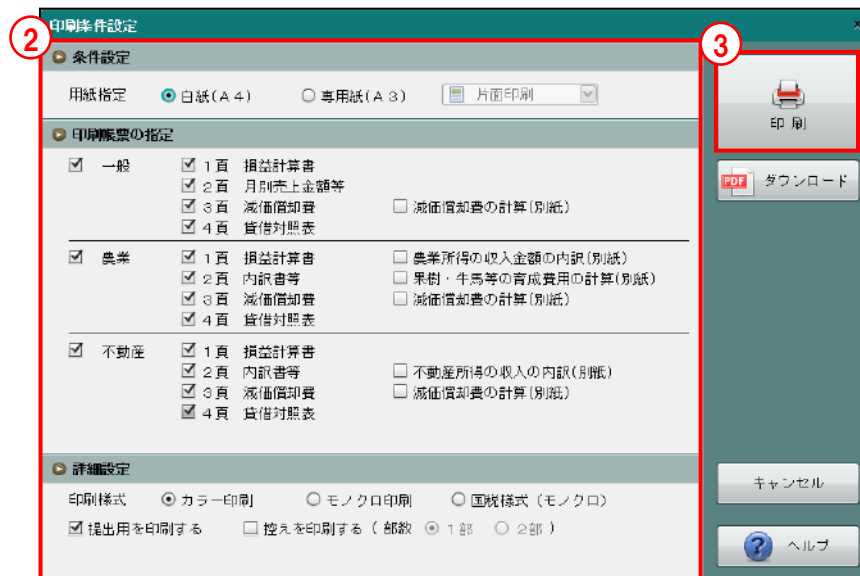 印刷条件設定
×
②
③
条件設定
用紙指定 白紙(A4) 専用紙(A3) 片面印刷
印刷帳票の指定
一般 1頁 損益計算書
2頁 月別売上金額等
3頁 減価償却費 減価償却費の計算(別紙)
4頁 貸借対照表
農業 1頁 損益計算書 農業所得の収入金額の内訳(別紙)
2頁 内訳書等 果樹・牛馬等の育成費用の計算(別紙)
3頁 減価償却費 減価償却費の計算(別紙)
4頁 貸借対照表
不動産 1頁 損益計算書
2頁 内訳書等 不動産所得の収入の内訳(別紙)
3頁 減価償却費 減価償却費の計算(別紙)
4頁 貸借対照表
詳細設定
印刷様式 カラー印刷 モノクロ印刷 国税様式(モノクロ)
提出用を印刷する 控えを印刷する(部数 1部 2部)
印刷
PDF ダウンロード
キャンセル
? ヘルプ